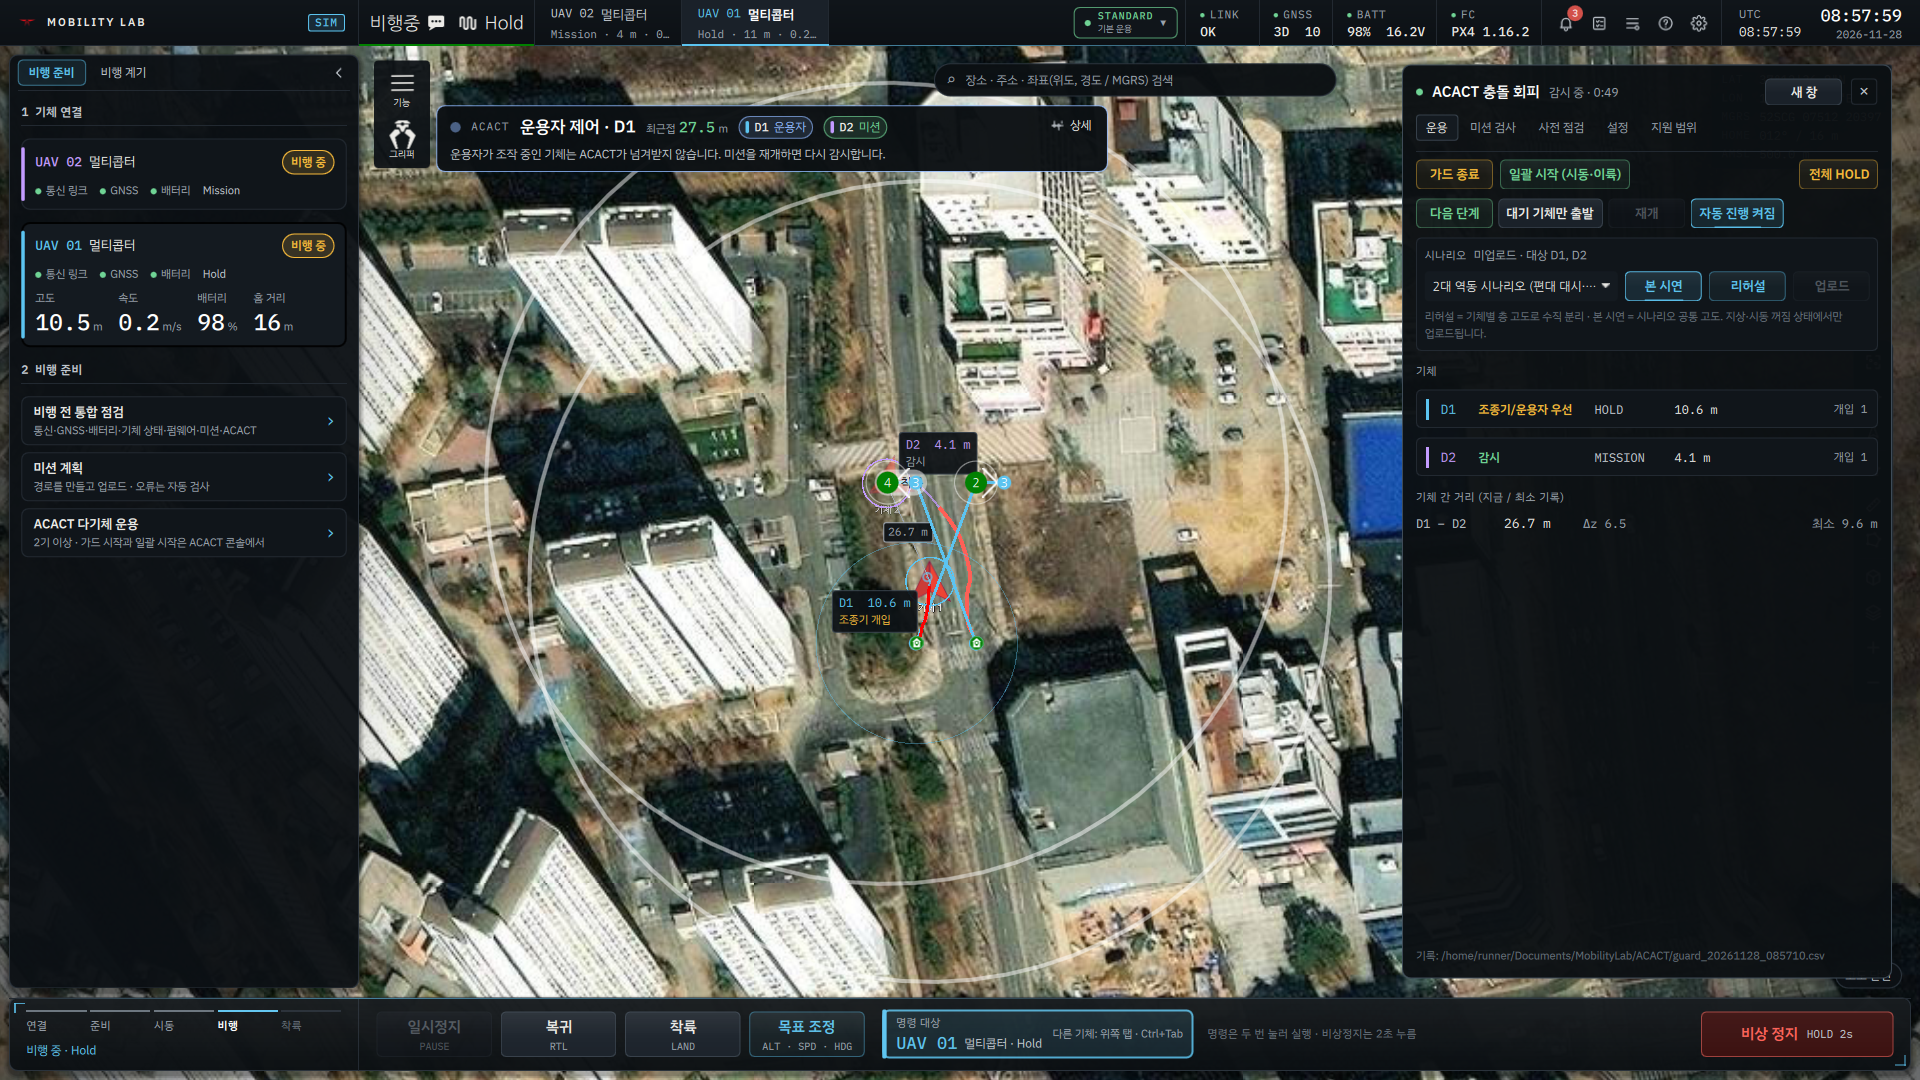 MOBILITY LAB
SIM
비행중
Hold
UAV 02 멀티콥터
Mission · 4 m · 0…
UAV 01 멀티콥터
Hold · 11 m · 0.2…
STANDARD
기본 운용
LINK
OK
GNSS
3D 10
BATT
98% 16.2V
FC
PX4 1.16.2
3
UTC
08:57:59
08:57:59
2026-11-28
비행 준비
비행 계기
1 기체 연결
UAV 02 멀티콥터
비행 중
통신 링크
GNSS
배터리
Mission
UAV 01 멀티콥터
비행 중
통신 링크
GNSS
배터리
Hold
고도
속도
배터리
홈 거리
10.5 m
0.2 m/s
98 %
16 m
2 비행 준비
비행 전 통합 점검
통신·GNSS·배터리·기체 상태·펌웨어·미션·ACACT
미션 계획
경로를 만들고 업로드 · 오류는 자동 검사
ACACT 다기체 운용
2기 이상 · 가드 시작과 일괄 시작은 ACACT 콘솔에서
기능
그리퍼
장소 · 주소 · 좌표(위도, 경도 / MGRS) 검색
ACACT
운용자 제어 · D1
최근접 27.5 m
D1 운용자
D2 미션
상세
운용자가 조작 중인 기체는 ACACT가 넘겨받지 않습니다. 미션을 재개하면 다시 감시합니다.
D2 4.1 m
감시
4
3
2
3
26.7 m
D1 10.6 m
조종기 개입
ACACT 충돌 회피
감시 중 · 0:49
새 창
운용
미션 검사
사전 점검
설정
지원 범위
가드 종료
일괄 시작 (시동·이륙)
전체 HOLD
다음 단계
대기 기체만 출발
재개
자동 진행 켜짐
시나리오 미업로드 · 대상 D1, D2
2대 역동 시나리오 (편대 대시·…
본 시연
리허설
업로드
리허설 = 기체별 층 고도로 수직 분리 · 본 시연 = 시나리오 공통 고도. 지상·시동 꺼짐 상태에서만
업로드됩니다.
기체
D1 조종기/운용자 우선 HOLD 10.6 m 개입 1
D2 감시 MISSION 4.1 m 개입 1
기체 간 거리 (지금 / 최소 기록)
D1 – D2 26.7 m Δz 6.5 최소 9.6 m
기록: /home/runner/Documents/MobilityLab/ACACT/guard_20261128_085710.csv
연결
준비
시동
비행
착륙
비행 중 · Hold
일시정지
PAUSE
복귀
RTL
착륙
LAND
목표 조정
ALT · SPD · HDG
명령 대상
UAV 01 멀티콥터 · Hold
다른 기체: 위쪽 탭 · Ctrl+Tab
명령은 두 번 눌러 실행 · 비상정지는 2초 누름
비상 정지 HOLD 2s